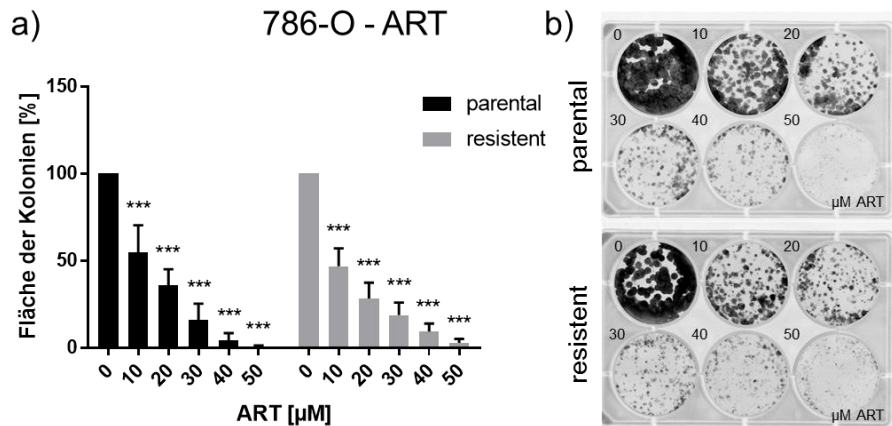 a)
786-O - ART
b)
Fläche der Kolonien [%]
150
100
50
0
parental
resistent
*** *** *** *** ***
*** *** *** *** ***
0 10 20 30 40 50
0 10 20 30 40 50
ART [µM]
parental
0 10 20
30 40 50
µM ART
resistent
0 10 20
30 40 50
µM ART